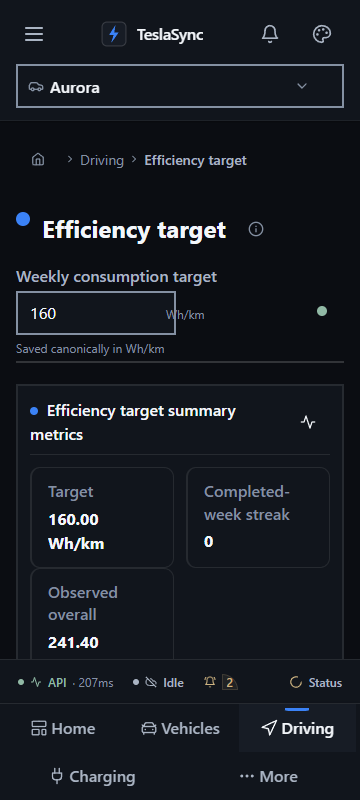 TeslaSync
Aurora
Driving
Efficiency target
Efficiency target
Weekly consumption target
160
Wh/km
Saved canonically in Wh/km
Efficiency target summary
metrics
Target
160.00
Wh/km
Completed-
week streak
0
Observed
overall
241.40
API · 207ms
Idle
2
Status
Home
Vehicles
Driving
Charging
More